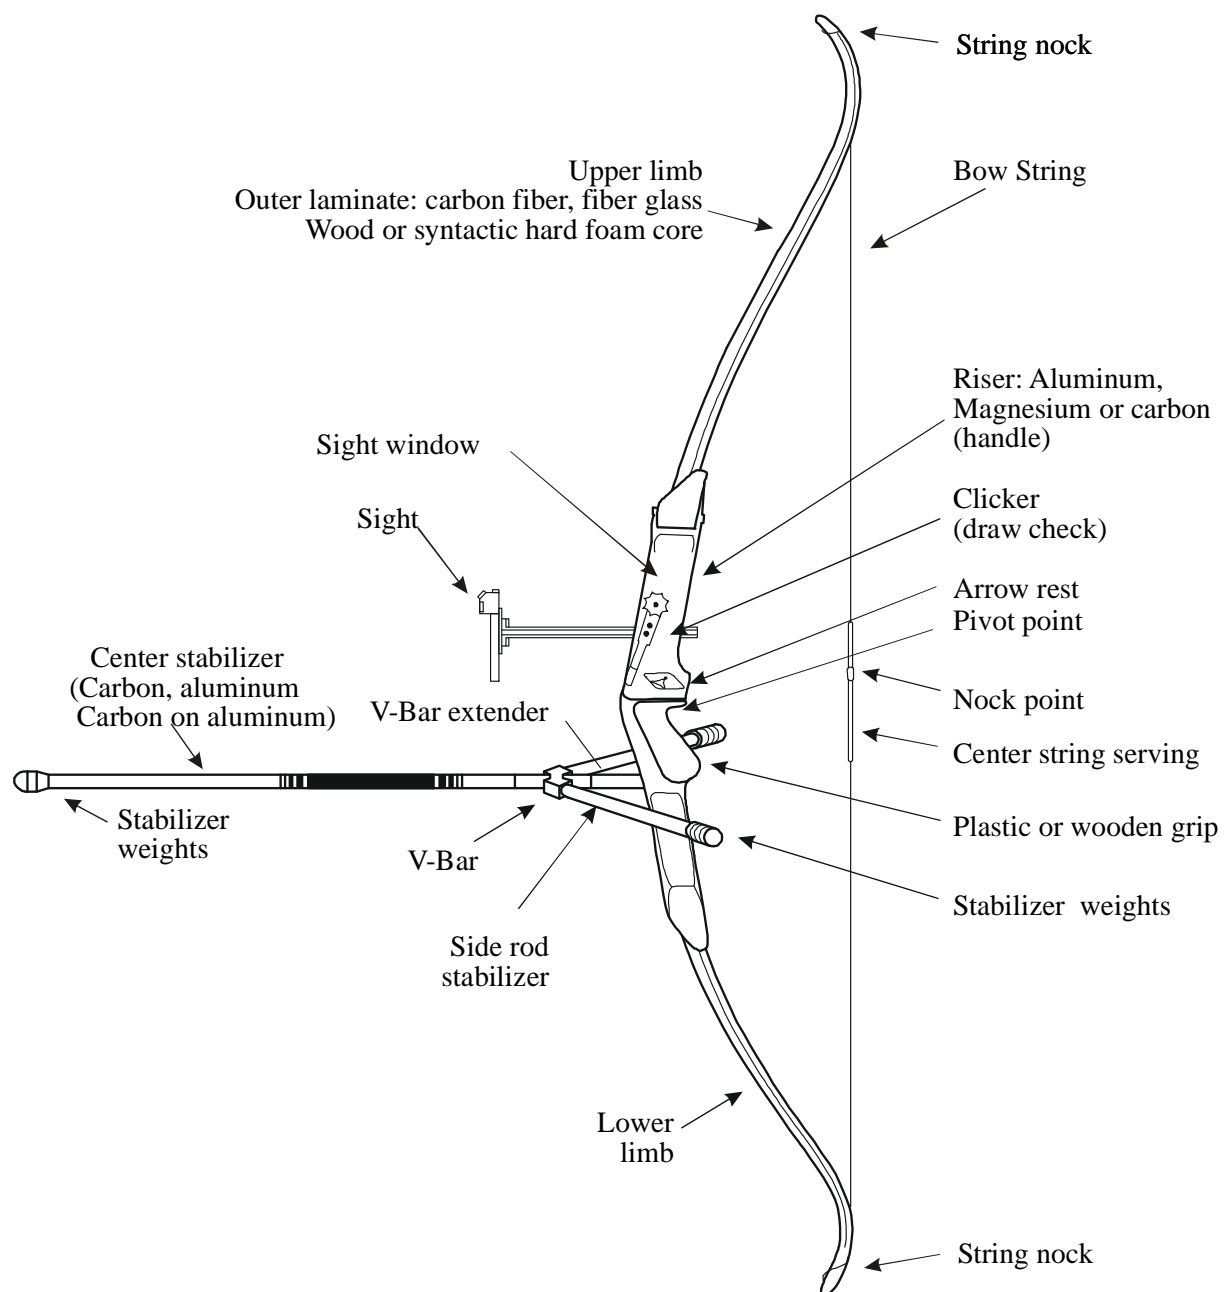 String nock
Upper limb
Outer laminate: carbon fiber, fiber glass
Wood or syntactic hard foam core
Bow String
Riser: Aluminum,
Magnesium or carbon
(handle)
Sight window
Clicker
(draw check)
Sight
Arrow rest
Pivot point
Center stabilizer
(Carbon, aluminum
Carbon on aluminum)
V-Bar extender
Nock point
Center string serving
Stabilizer
weights
V-Bar
Plastic or wooden grip
Stabilizer weights
Side rod
stabilizer
Lower
limb
String nock